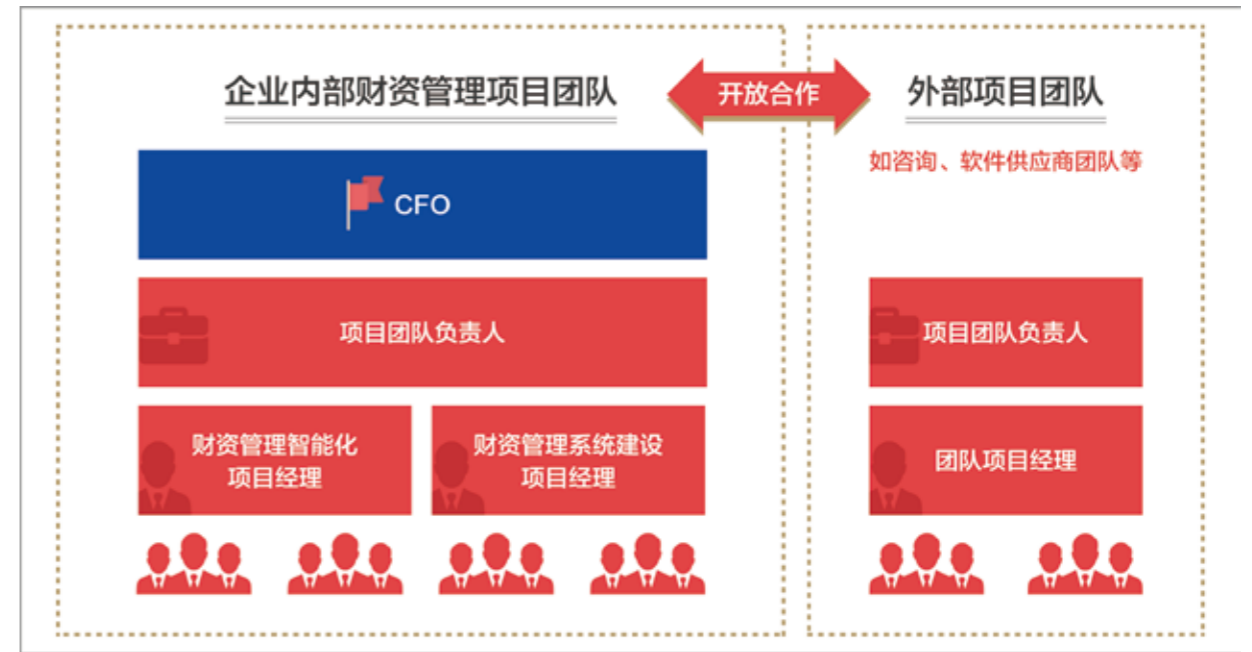 企业内部财资管理项目团队
开放合作
外部项目团队
如咨询、软件供应商团队等
CFO
项目团队负责人
项目团队负责人
财资管理智能化
项目经理
财资管理系统建设
项目经理
团队项目经理